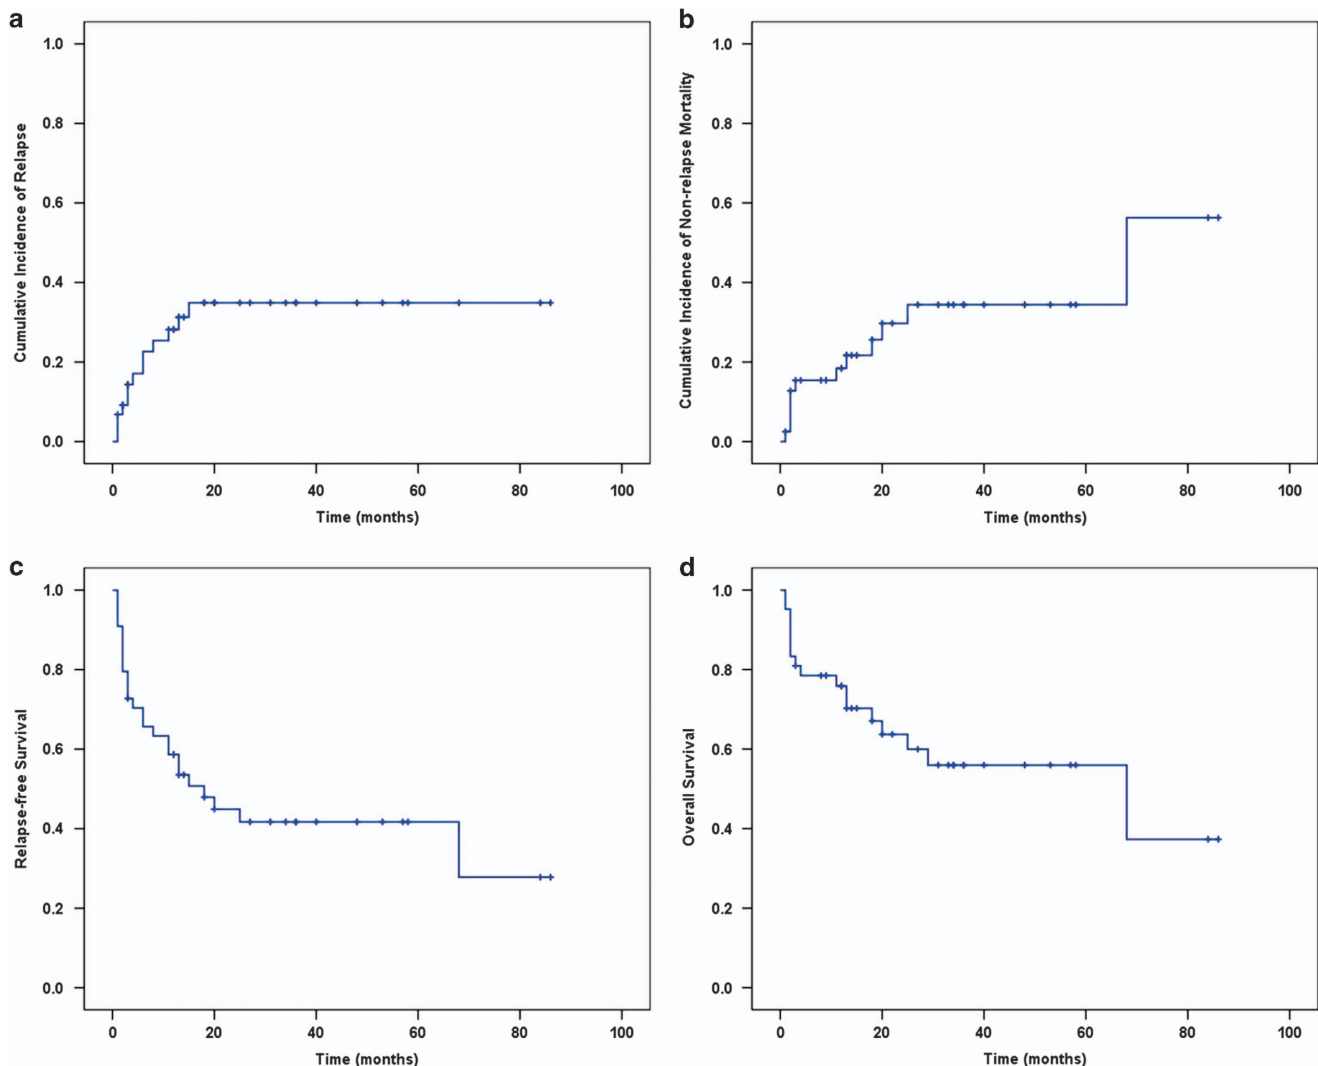 a
1.0
0.8
0.6
0.4
0.2
0.0
Cumulative Incidence of Relapse
0 20 40 60 80 100
Time (months)
b
1.0
0.8
0.6
0.4
0.2
0.0
Cumulative Incidence of Non-relapse Mortality
0 20 40 60 80 100
Time (months)
c
1.0
0.8
0.6
0.4
0.2
0.0
Relapse-free Survival
0 20 40 60 80 100
Time (months)
d
1.0
0.8
0.6
0.4
0.2
0.0
Overall Survival
0 20 40 60 80 100
Time (months)